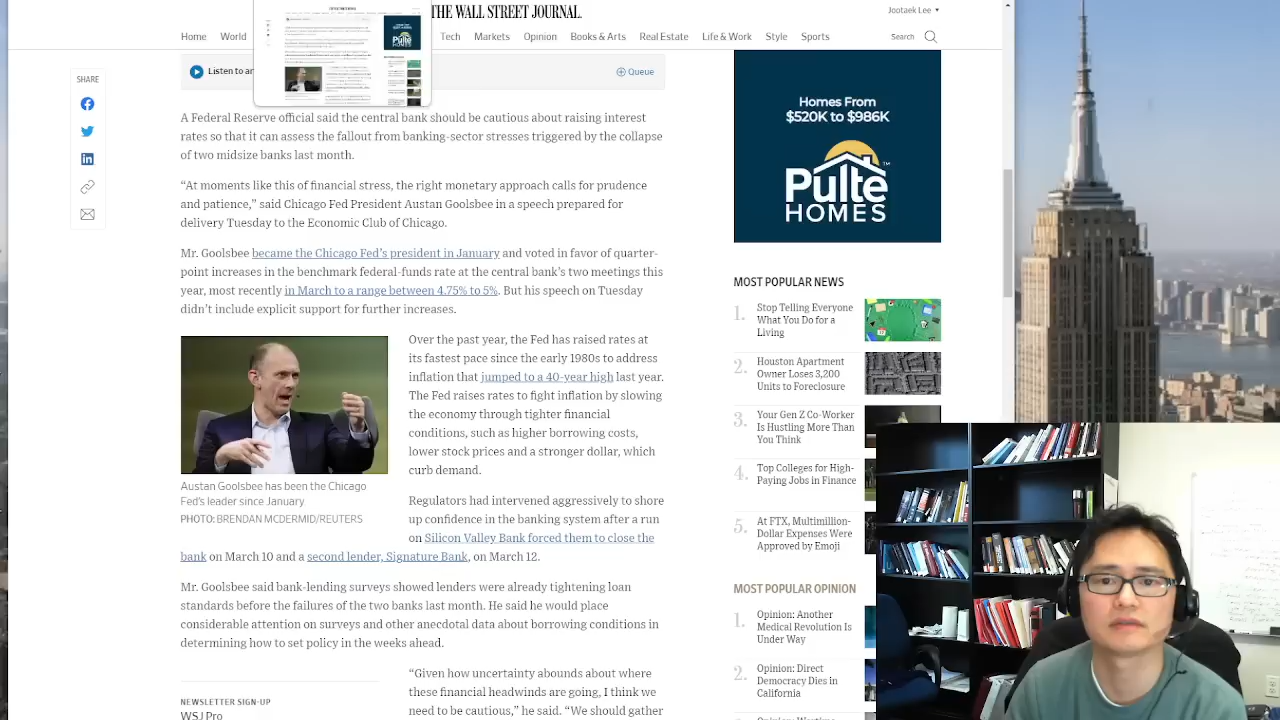 THE WALL STREET JOURNAL
Jootaek Lee
Home
World
Estate
Life & Work
Style
Sports
Search
A Federal Reserve official said the central bank should be cautious about raising interest
rates so that it can assess the fallout from banking-sector stresses triggered by the collapse
of two midsize banks last month.
“At moments like this of financial stress, the right monetary approach calls for prudence
and patience,” said Chicago Fed President Austan Goolsbee in a speech prepared for
delivery Tuesday to the Economic Club of Chicago.
Mr. Goolsbee became the Chicago Fed’s president in January and voted in favor of quarter-
point increases in the benchmark federal-funds rate at the central bank’s two meetings this
year, most recently in March to a range between 4.75% to 5%. But his speech on Tuesday
didn’t include explicit support for further increases.
Over the past year, the Fed has raised rates at
its fastest pace since the early 1980s to address
inflation that jumped to a 40-year high last year.
The Fed raises rates to fight inflation by slowing
the economy through tighter financial
conditions, such as higher borrowing costs,
lower stock prices and a stronger dollar, which
curb demand.
Austan Goolsbee has been the Chicago
Fed’s leader since January.
PHOTO: BRENDAN MCDERMID/REUTERS
Regulators had intervened aggressively to shore
up confidence in the banking system after a run
on Silicon Valley Bank forced them to close the
bank on March 10 and a second lender, Signature Bank, on March 12.
Mr. Goolsbee said bank-lending surveys showed lenders were already tightening loan
standards before the failures of the two banks last month. He said he would place
considerable attention on surveys and other anecdotal data about borrowing conditions in
determining how to set policy in the weeks ahead.
“Given how uncertainty abounds about where
these financial headwinds are going, I think we
need to be cautious,” he said. “We should gather
NEWSLETTER SIGN-UP
WSJ Pro
Homes From
$520K to $986K
Pulte
HOMES
MOST POPULAR NEWS
1. Stop Telling Everyone
What You Do for a
Living
2. Houston Apartment
Owner Loses 3,200
Units to Foreclosure
3. Your Gen Z Co-Worker
Is Hustling More Than
You Think
4. Top Colleges for High-
Paying Jobs in Finance
5. At FTX, Multimillion-
Dollar Expenses Were
Approved by Emoji
MOST POPULAR OPINION
1. Opinion: Another
Medical Revolution Is
Under Way
2. Opinion: Direct
Democracy Dies in
California